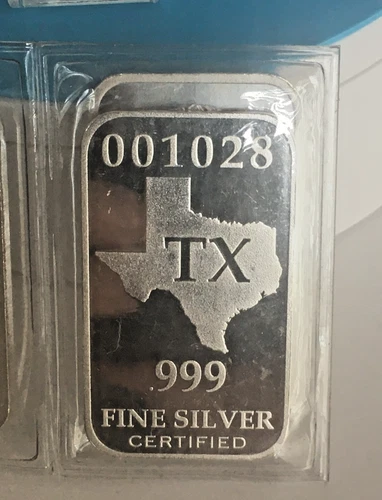 001028
TX
.999
FINE SILVER
CERTIFIED